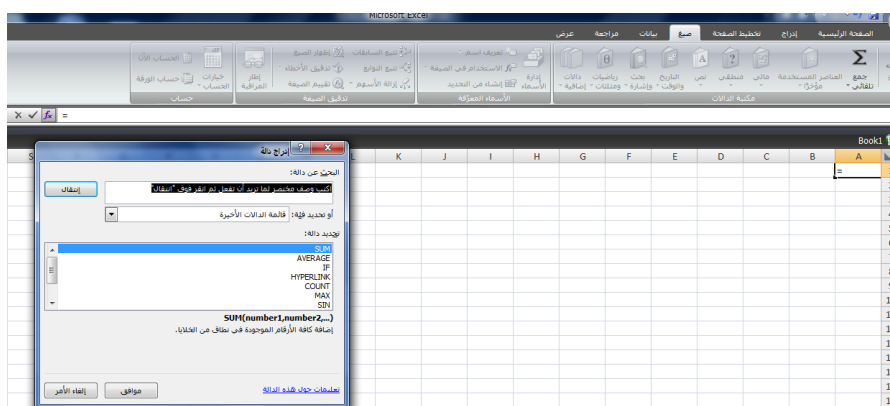 Microsoft Excel
الصفحة الرئيسية إدراج تخطيط الصفحة صيغ بيانات مراجعة عرض
جمع تلقائي
العناصر المستخدمة مؤخرًا
مالي
منطقي
نص
التاريخ والوقت
بحث وإشارة
رياضيات ومثلثات
دالات إضافية
مكتبة الدالات
إدارة الأسماء
تعريف اسم
الاستخدام في الصيغة
إنشاء من التحديد
الأسماء المعرّفة
تتبع السابقات
تتبع التوابع
إزالة الأسهم
إظهار الصيغ
تدقيق الأخطاء
تقييم الصيغة
إطار المراقبة
تدقيق الصيغة
خيارات الحساب
الحساب الآن
حساب الورقة
حساب
fx =
Book1
A B C D E F G H I J K L S
=
إدراج دالة
البحث عن دالة:
اكتب وصف مختصر لما تريد أن تفعل ثم انقر فوق "انتقال"
إنتقال
أو تحديد فئة: قائمة الدالات الأخيرة
تحديد دالة:
SUM
AVERAGE
IF
HYPERLINK
COUNT
MAX
SIN
SUM(number1,number2,...)
إضافة كافة الأرقام الموجودة في نطاق من الخلايا.
تعليمات حول هذه الدالة
موافق
إلغاء الأمر